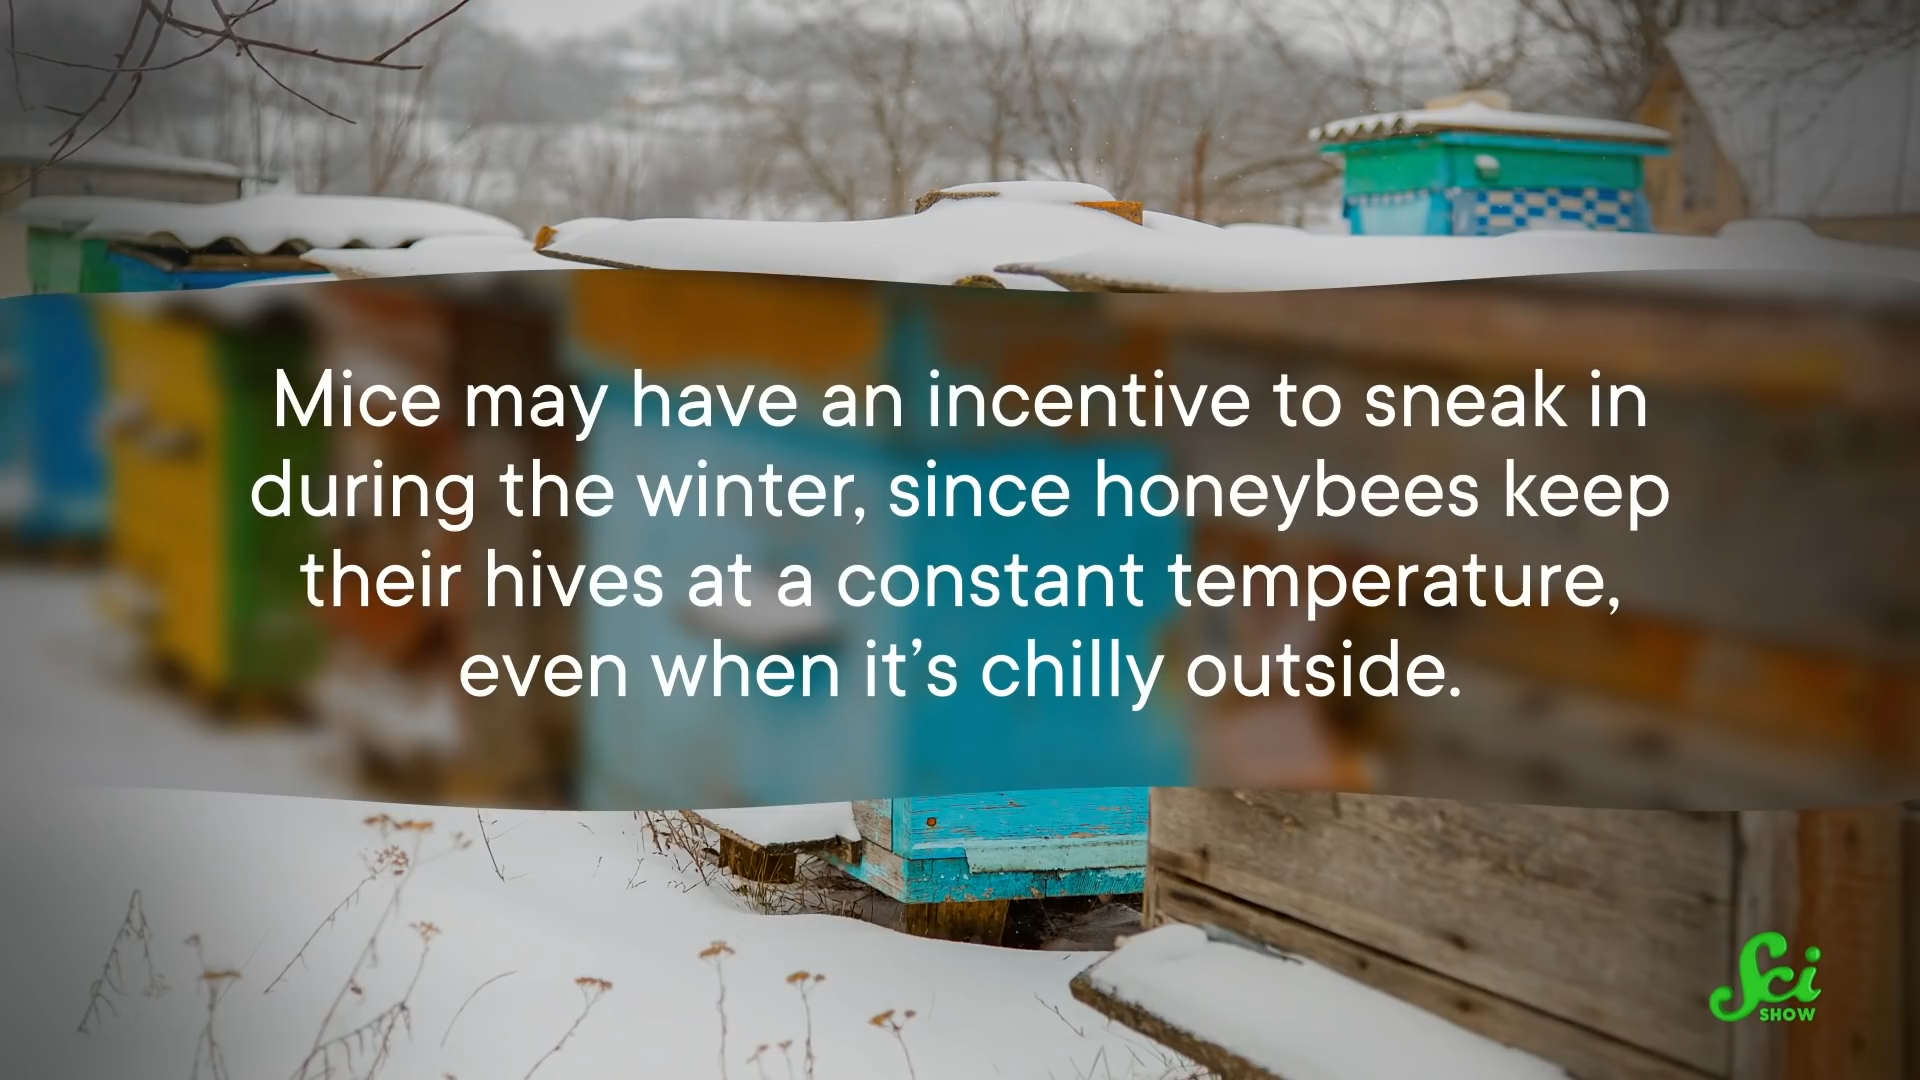 Mice may have an incentive to sneak in
during the winter, since honeybees keep
their hives at a constant temperature,
even when it’s chilly outside.
Sci
SHOW